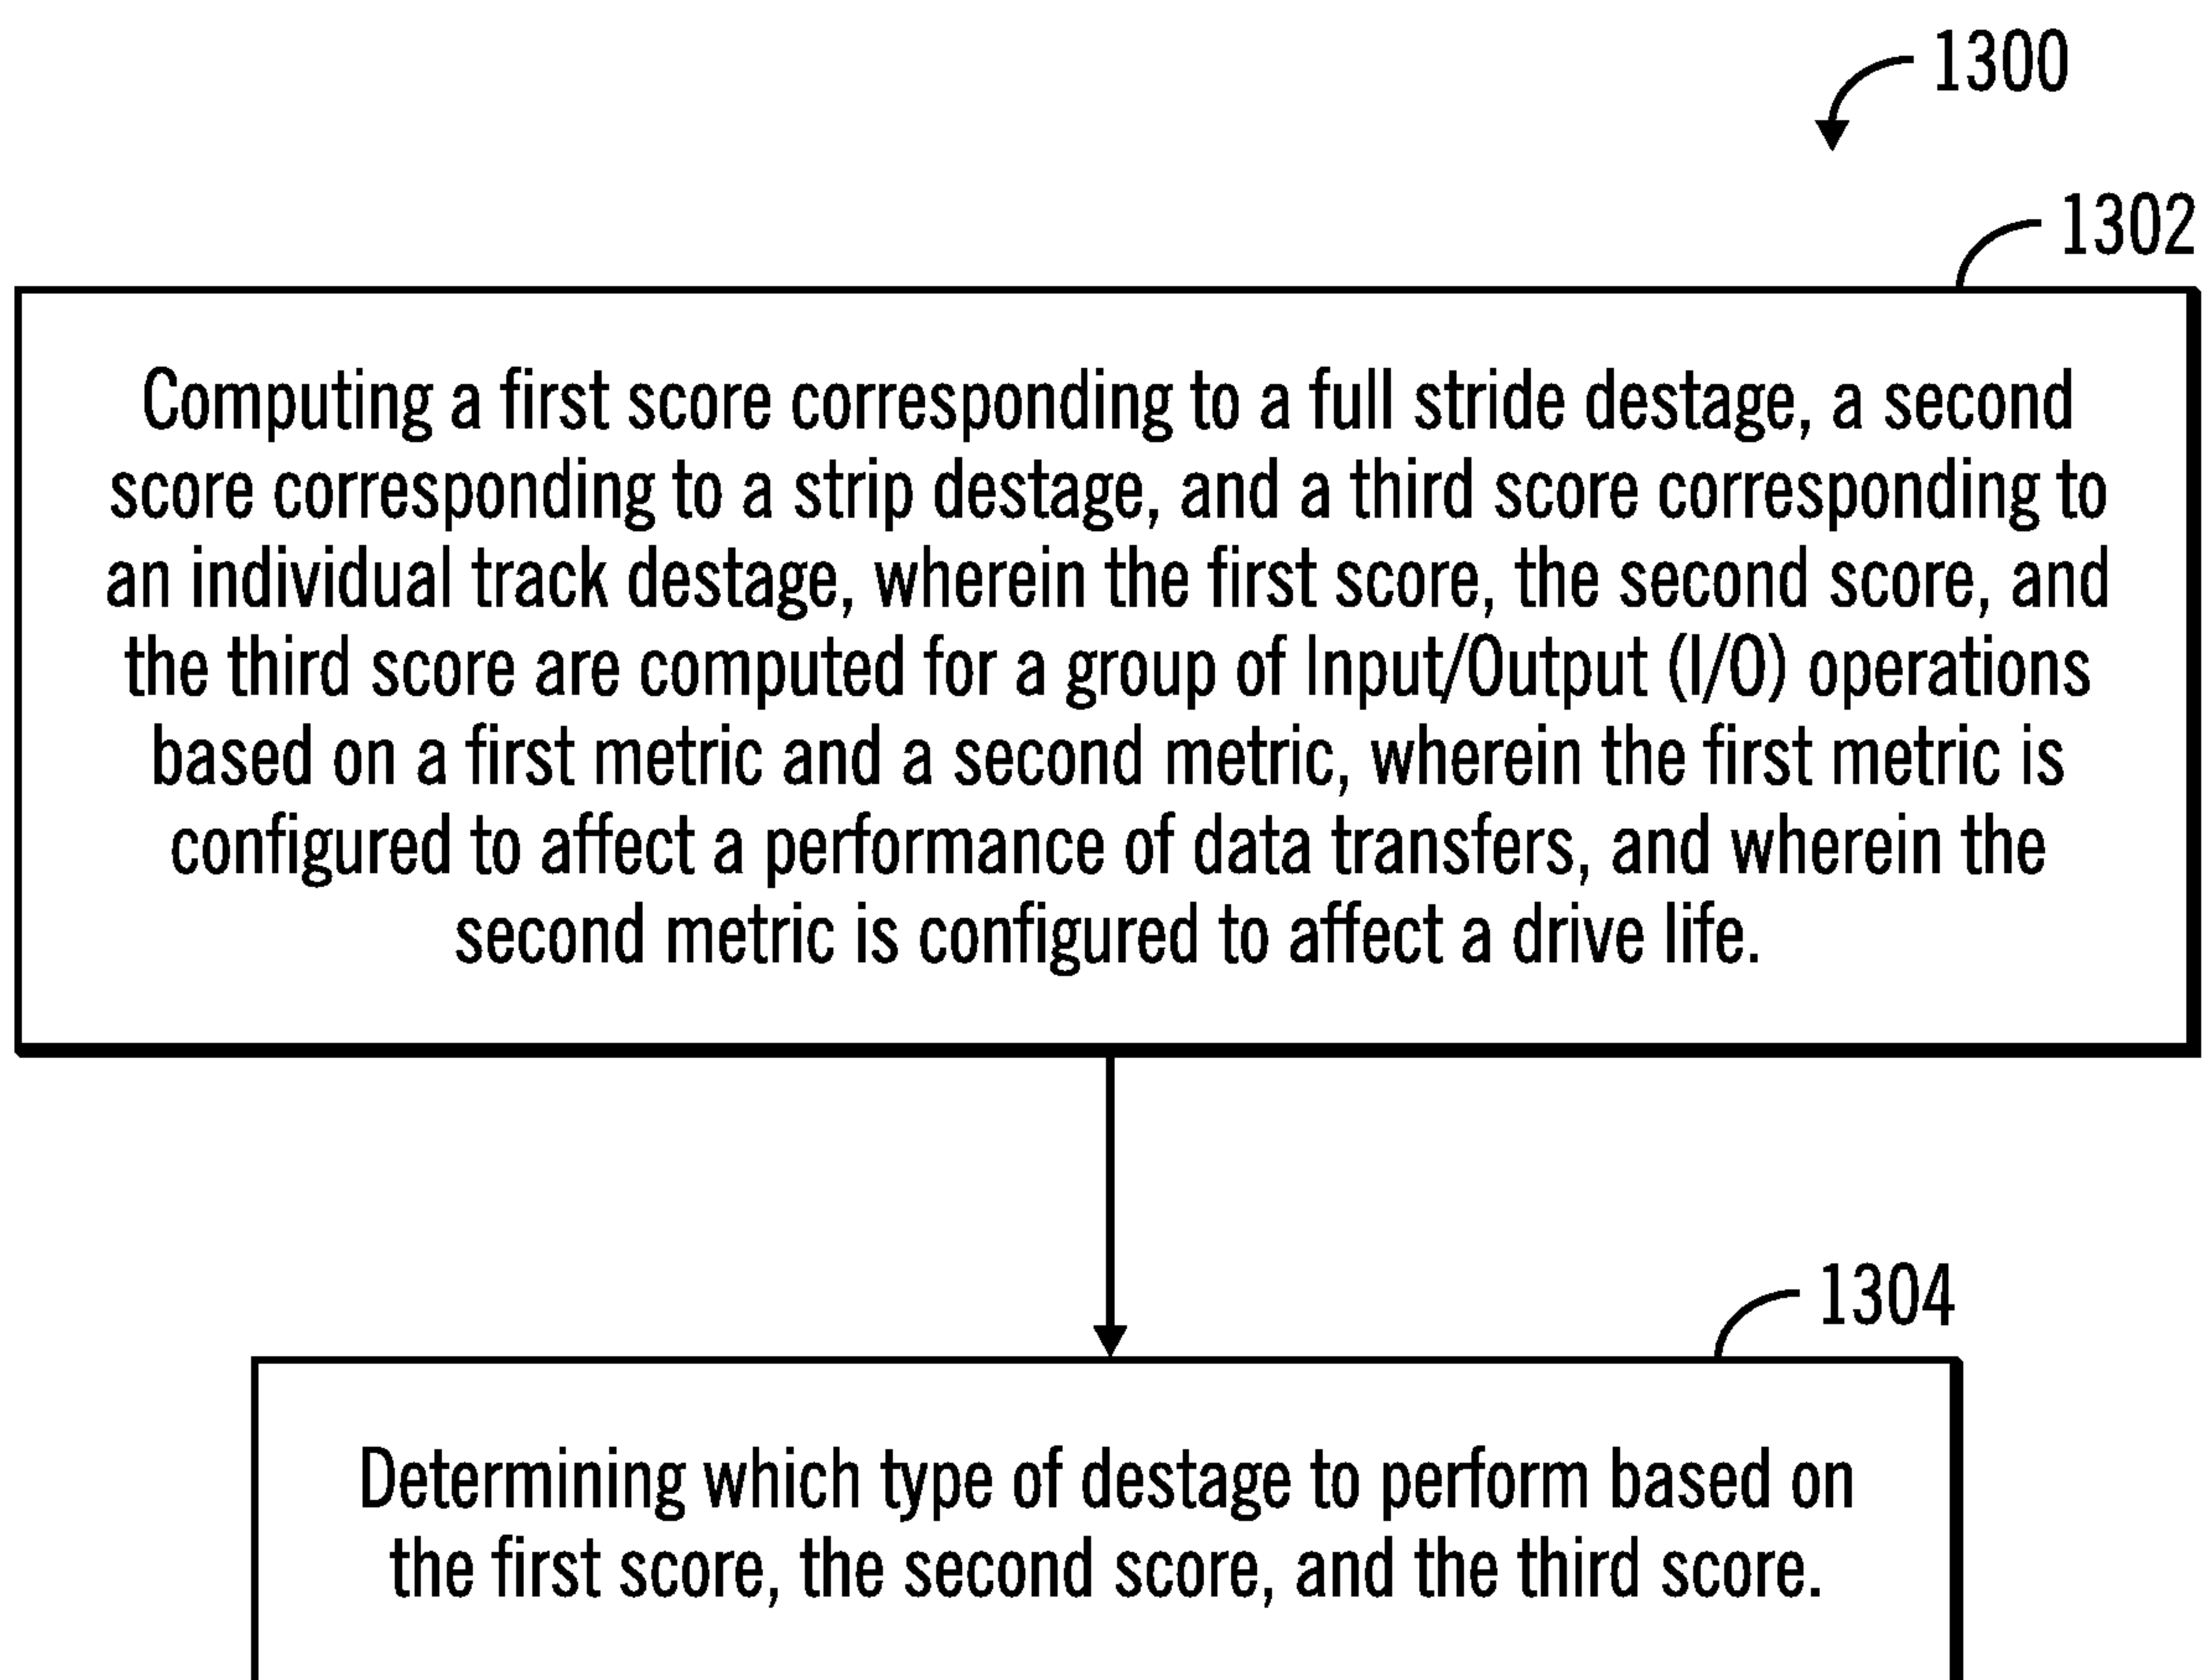 1300
1302
Computing a first score corresponding to a full stride destage, a second
score corresponding to a strip destage, and a third score corresponding to
an individual track destage, wherein the first score, the second score, and
the third score are computed for a group of Input/Output (I/O) operations
based on a first metric and a second metric, wherein the first metric is
configured to affect a performance of data transfers, and wherein the
second metric is configured to affect a drive life.
1304
Determining which type of destage to perform based on
the first score, the second score, and the third score.